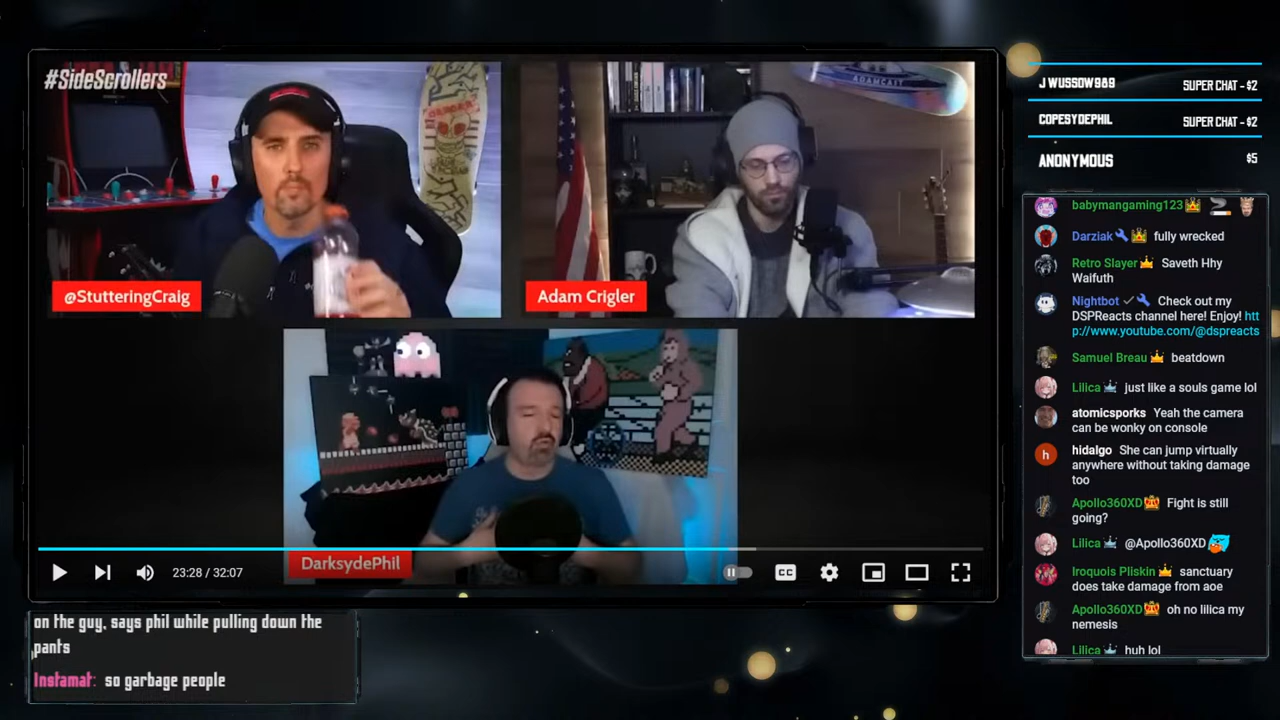 #SideScrollers
@StutteringCraig
ADAMCAST
Adam Crigler
DarksydePhil
23:28 / 32:07
CC
on the guy, says phil while pulling down the
pants
Instamat: so garbage people
J WUSSOW989 SUPER CHAT - $2
COPESYDEPHIL SUPER CHAT - $2
ANONYMOUS $5
babymangaming123
Darziak fully wrecked
Retro Slayer Saveth Hhy
Waifuth
Nightbot Check out my
DSPReacts channel here! Enjoy! htt
p://www.youtube.com/@dspreacts
Samuel Breau beatdown
Lilica just like a souls game lol
atomicsporks Yeah the camera
can be wonky on console
h hidalgo She can jump virtually
anywhere without taking damage
too
Apollo360XD Fight is still
going?
Lilica @Apollo360XD
Iroquois Pliskin sanctuary
does take damage from aoe
Apollo360XD oh no lilica my
nemesis
Lilica huh lol